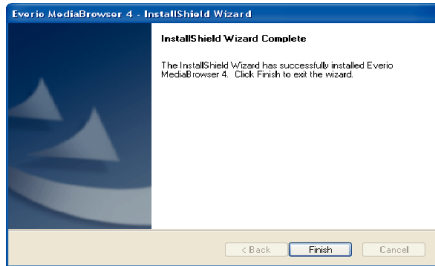 Everio MediaBrowser 4 - InstallShield Wizard
InstallShield Wizard Complete
The InstallShield Wizard has successfully installed Everio
MediaBrowser 4. Click Finish to exit the wizard.
< Back Finish Cancel